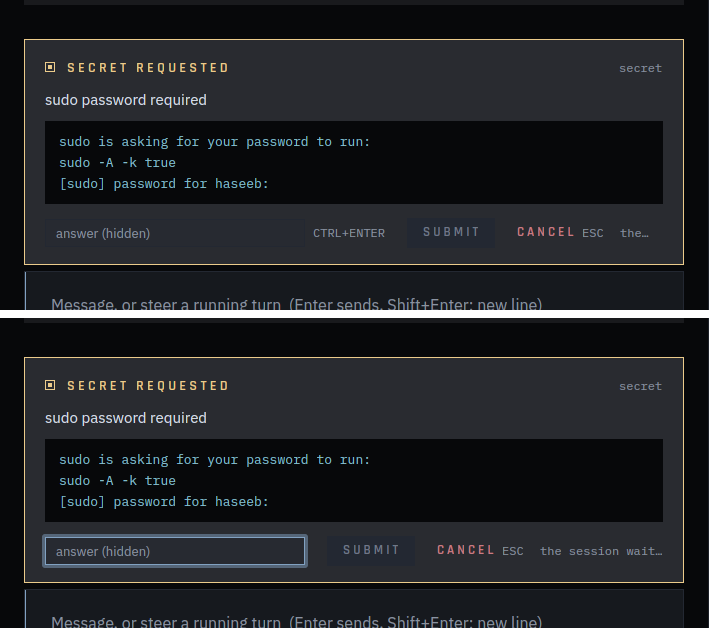 SECRET REQUESTED secret
sudo password required
sudo is asking for your password to run:
sudo -A -k true
[sudo] password for haseeb:
answer (hidden) CTRL+ENTER SUBMIT CANCEL ESC the…
Message, or steer a running turn (Enter sends, Shift+Enter: new line)
SECRET REQUESTED secret
sudo password required
sudo is asking for your password to run:
sudo -A -k true
[sudo] password for haseeb:
answer (hidden) SUBMIT CANCEL ESC the session wait…
Message, or steer a running turn (Enter sends, Shift+Enter: new line)